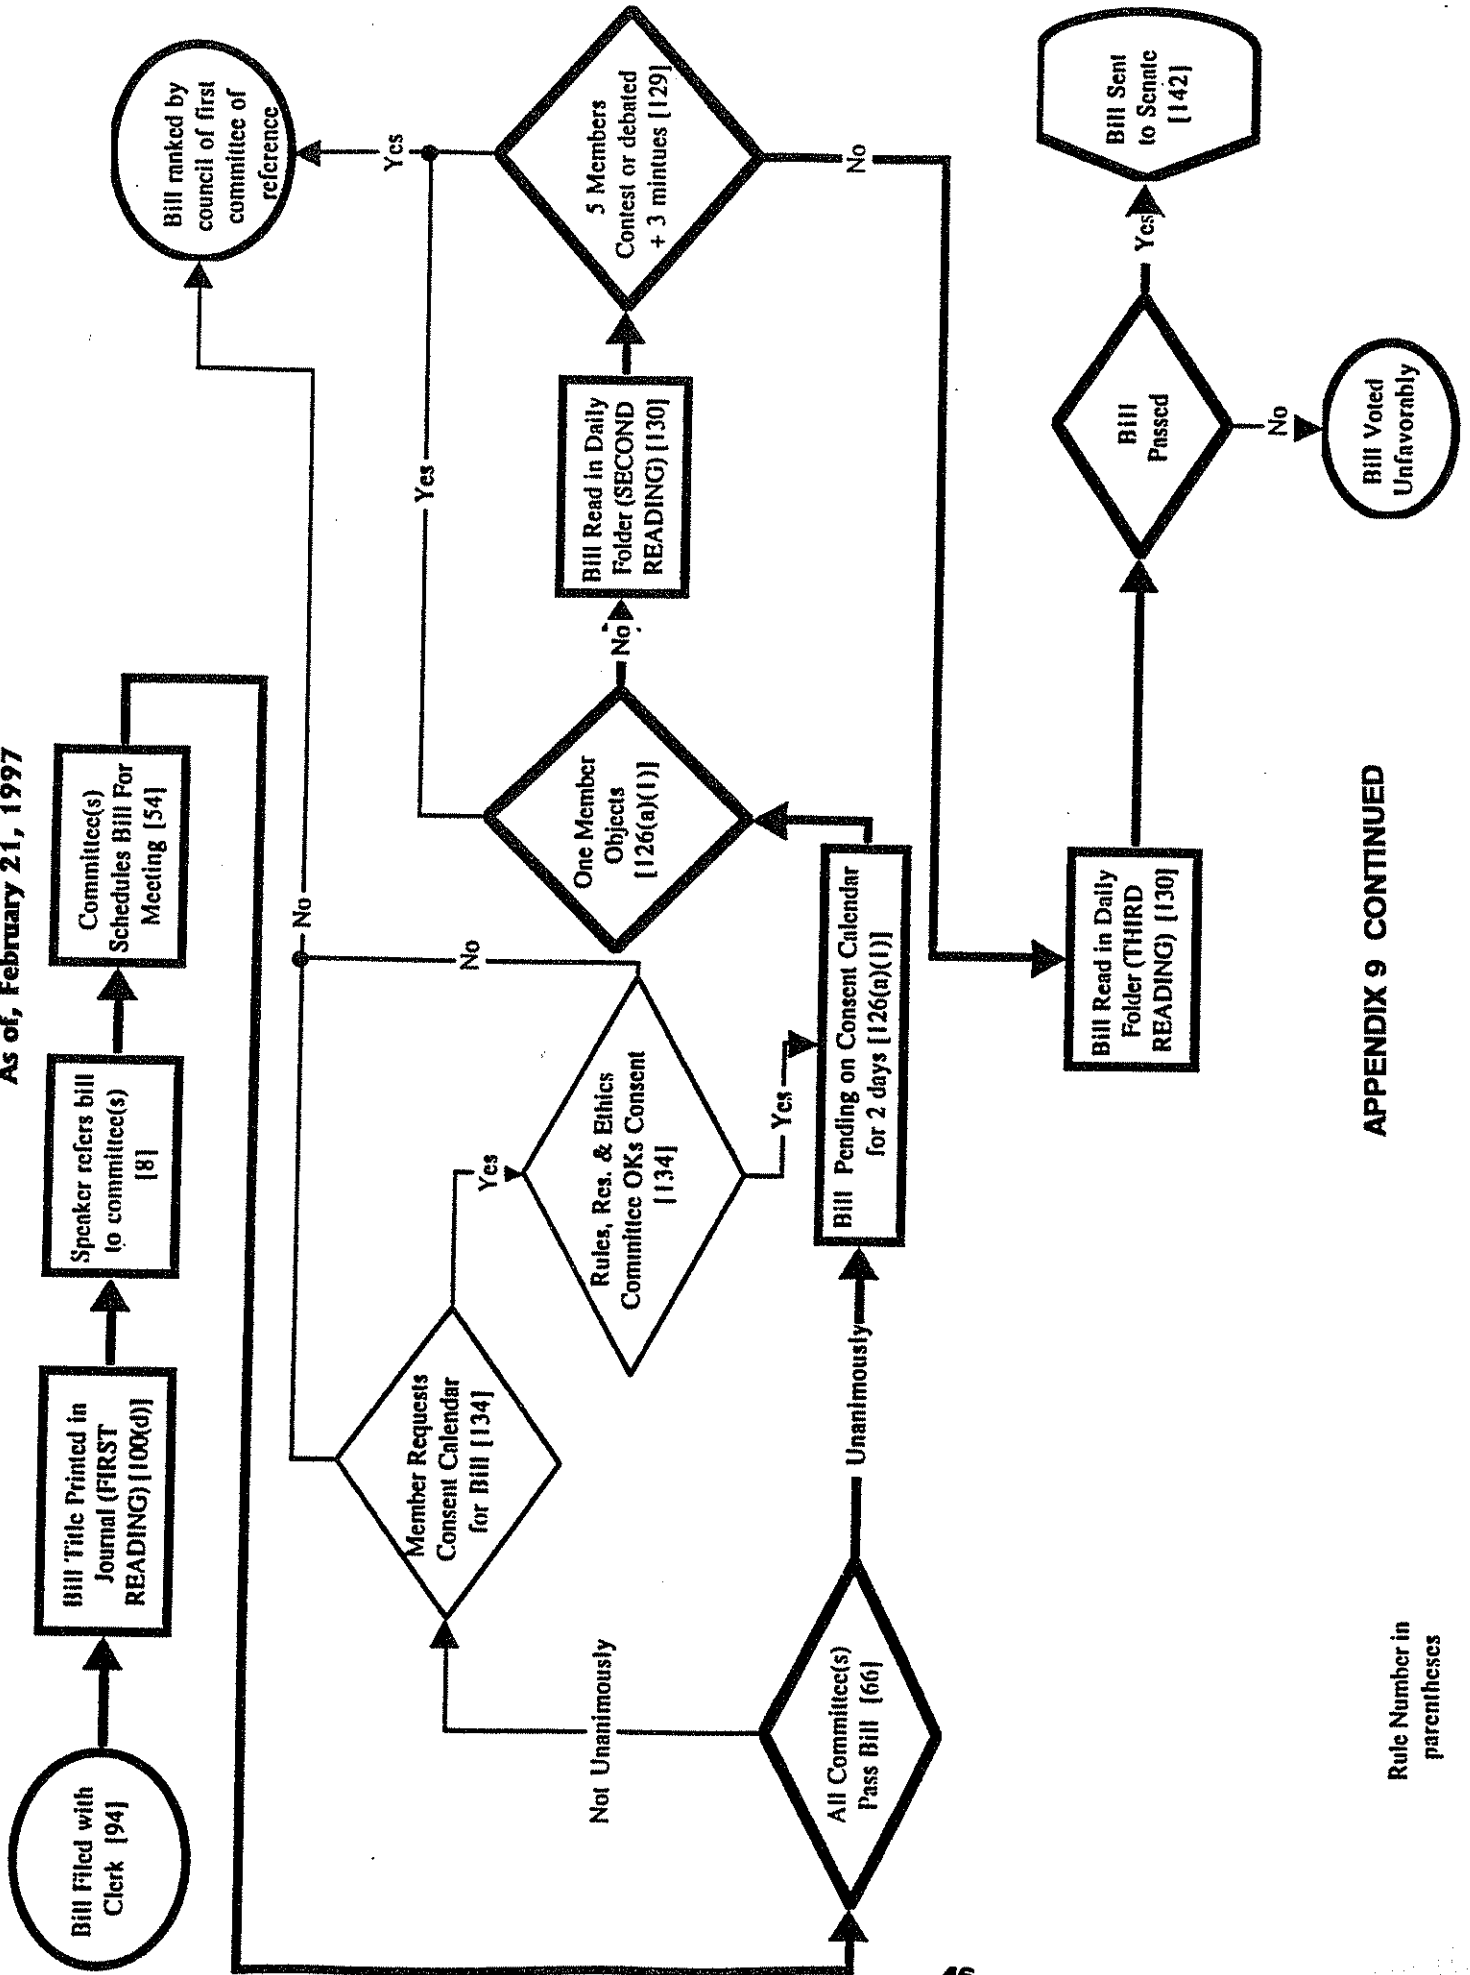 As of, February 21, 1997
Bill Filed with
Clerk [94]
Bill Title Printed in
Journal (FIRST
READING) [100(d)]
Speaker refers bill
to committee(s)
[8]
Committee(s)
Schedules Bill For
Meeting [54]
All Committee(s)
Pass Bill [66]
Not Unanimously
Unanimously
Member Requests
Consent Calendar
for Bill [134]
Yes
No
Rules, Res. & Ethics
Committee OKs Consent
[134]
No
Yes
Bill Pending on Consent Calendar
for 2 days [126(a)(1)]
One Member
Objects
[126(a)(1)]
Yes
No
Bill Read in Daily
Folder (SECOND
READING) [130]
5 Members
Contest or debated
+ 3 mintues [129]
Yes
No
Bill ranked by
council of first
committee of
reference
Bill Read in Daily
Folder (THIRD
READING) [130]
Bill
Passed
Yes
No
Bill Sent
to Senate
[142]
Bill Voted
Unfavorably
Rule Number in
parentheses
APPENDIX 9 CONTINUED